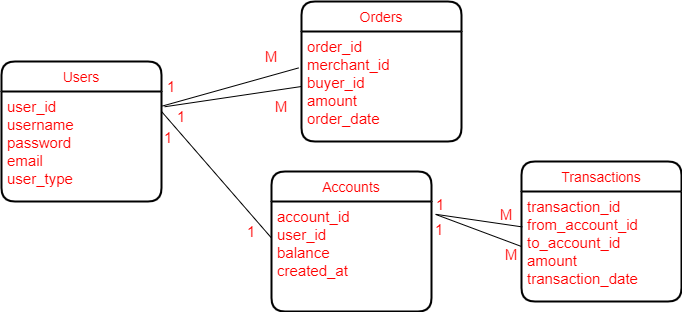 Orders
order_id
merchant_id
buyer_id
amount
order_date
M
M
Users
user_id
username
password
email
user_type
1
1
1
1
Accounts
account_id
user_id
balance
created_at
1
1
M
M
Transactions
transaction_id
from_account_id
to_account_id
amount
transaction_date